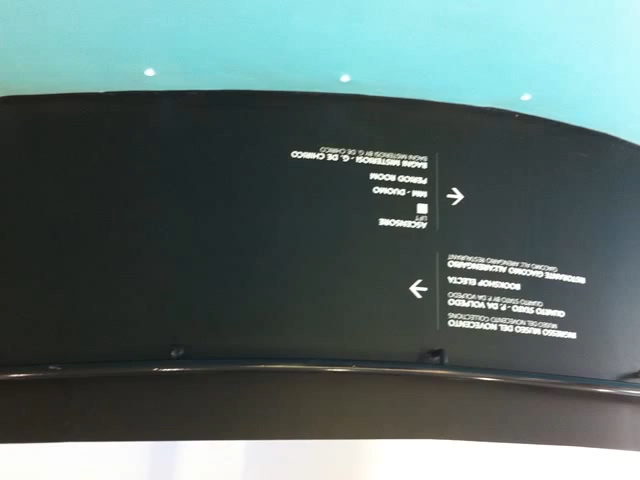 INGRESSO MUSEO DEL NOVECENTO
MUSEO DEL NOVECENTO COLLECTIONS
QUARTO STATO - P. DA VOLPEDO
QUARTO STATO BY P. DA VOLPEDO
BOOKSHOP ELECTA
RISTORANTE GIACOMO ALL'ARENGARIO
GIACOMO ALL'ARENGARIO RESTAURANT
ASCENSORE
LIFT
MM - DUOMO
PERIOD ROOM
BAGNI MISTERIOSI - G. DE CHIRICO
BAGNI MISTERIOSI BY G. DE CHIRICO